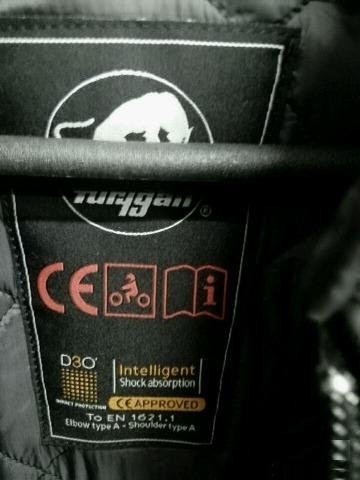 furygan®
CE i
D3O® Intelligent
Shock absorption
IMPACT PROTECTION CE APPROVED
To EN 1621.1
Elbow type A - Shoulder type A